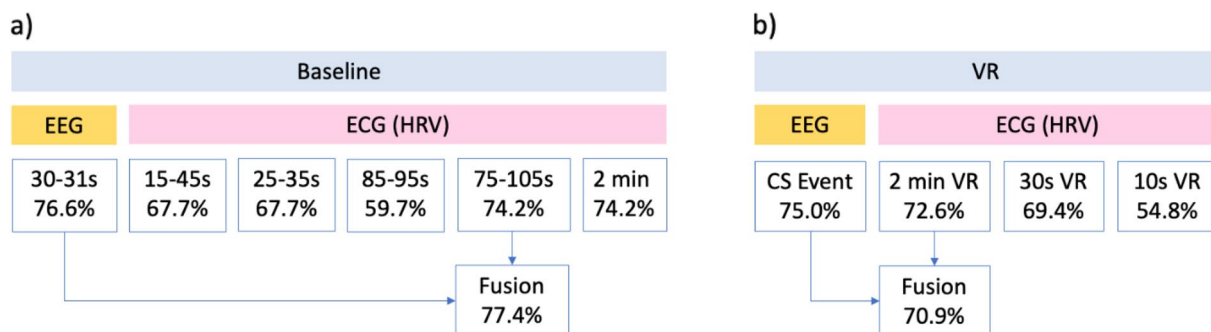 a)
Baseline
EEG
ECG (HRV)
30-31s
76.6%
15-45s
67.7%
25-35s
67.7%
85-95s
59.7%
75-105s
74.2%
2 min
74.2%
Fusion
77.4%
b)
VR
EEG
ECG (HRV)
CS Event
75.0%
2 min VR
72.6%
30s VR
69.4%
10s VR
54.8%
Fusion
70.9%